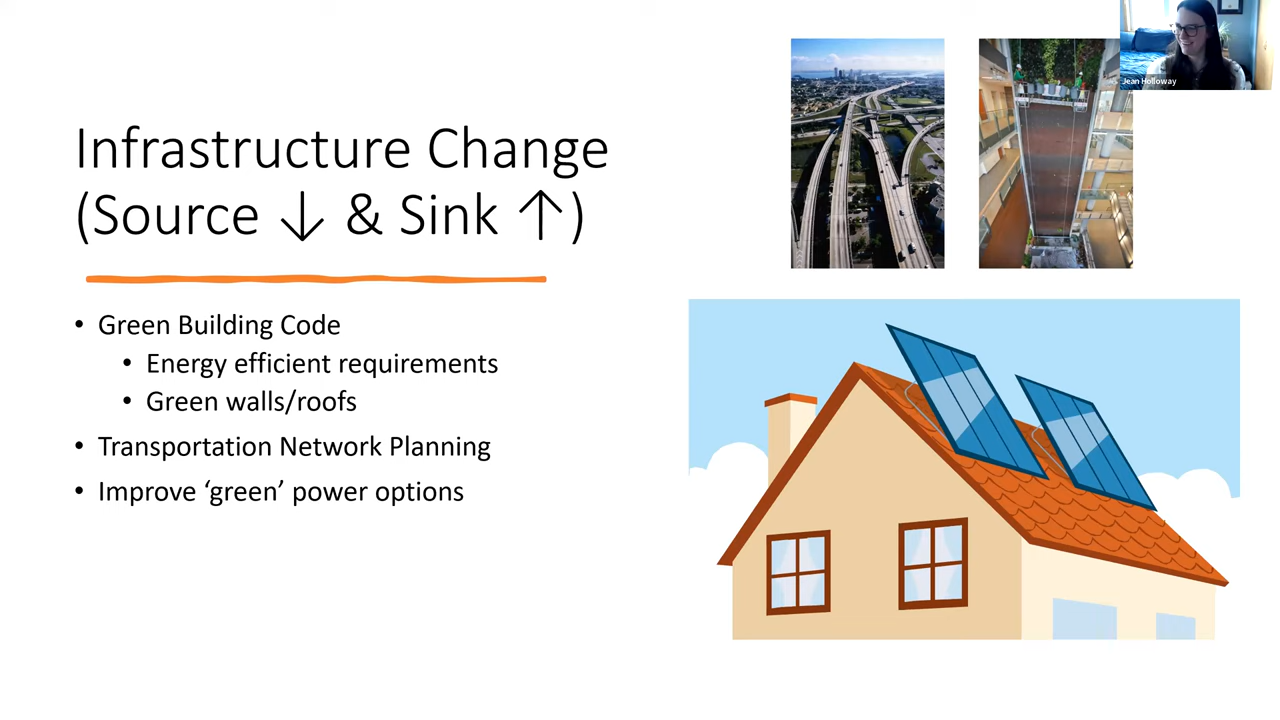 Infrastructure Change
(Source ↓ & Sink ↑)
• Green Building Code
• Energy efficient requirements
• Green walls/roofs
• Transportation Network Planning
• Improve ‘green’ power options
Jean Holloway